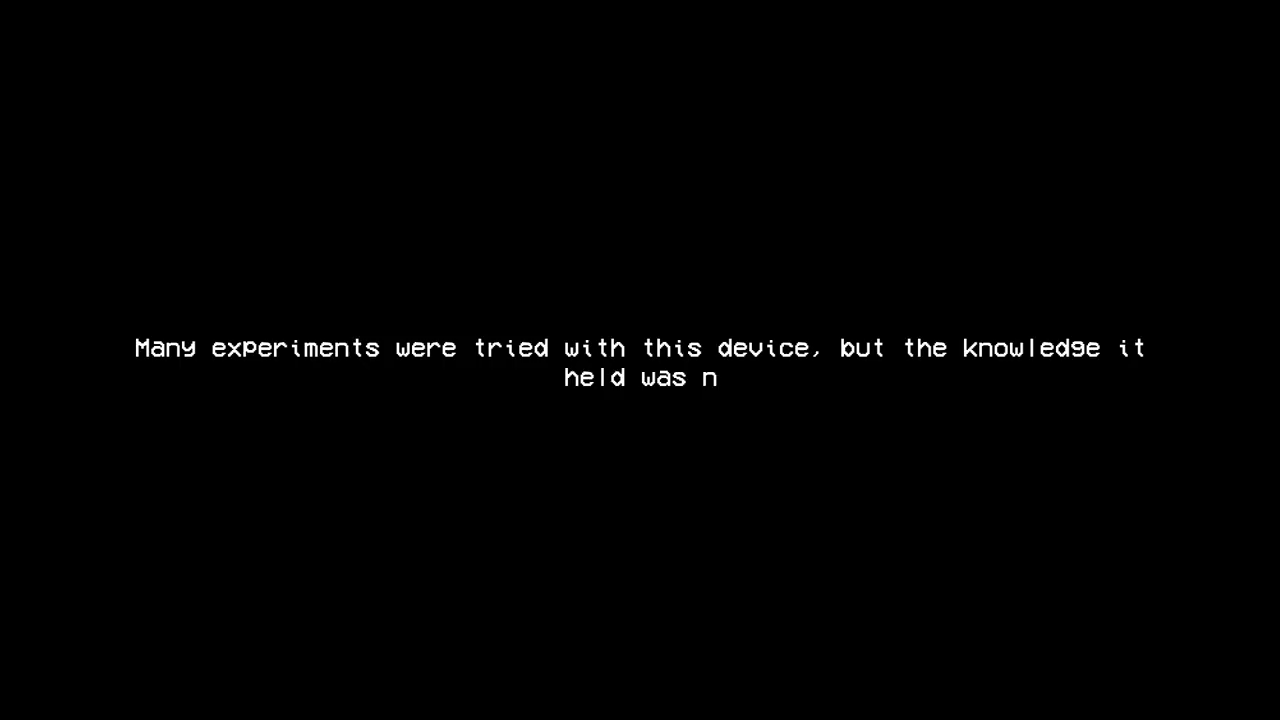 Many experiments were tried with this device, but the knowledge it
held was n